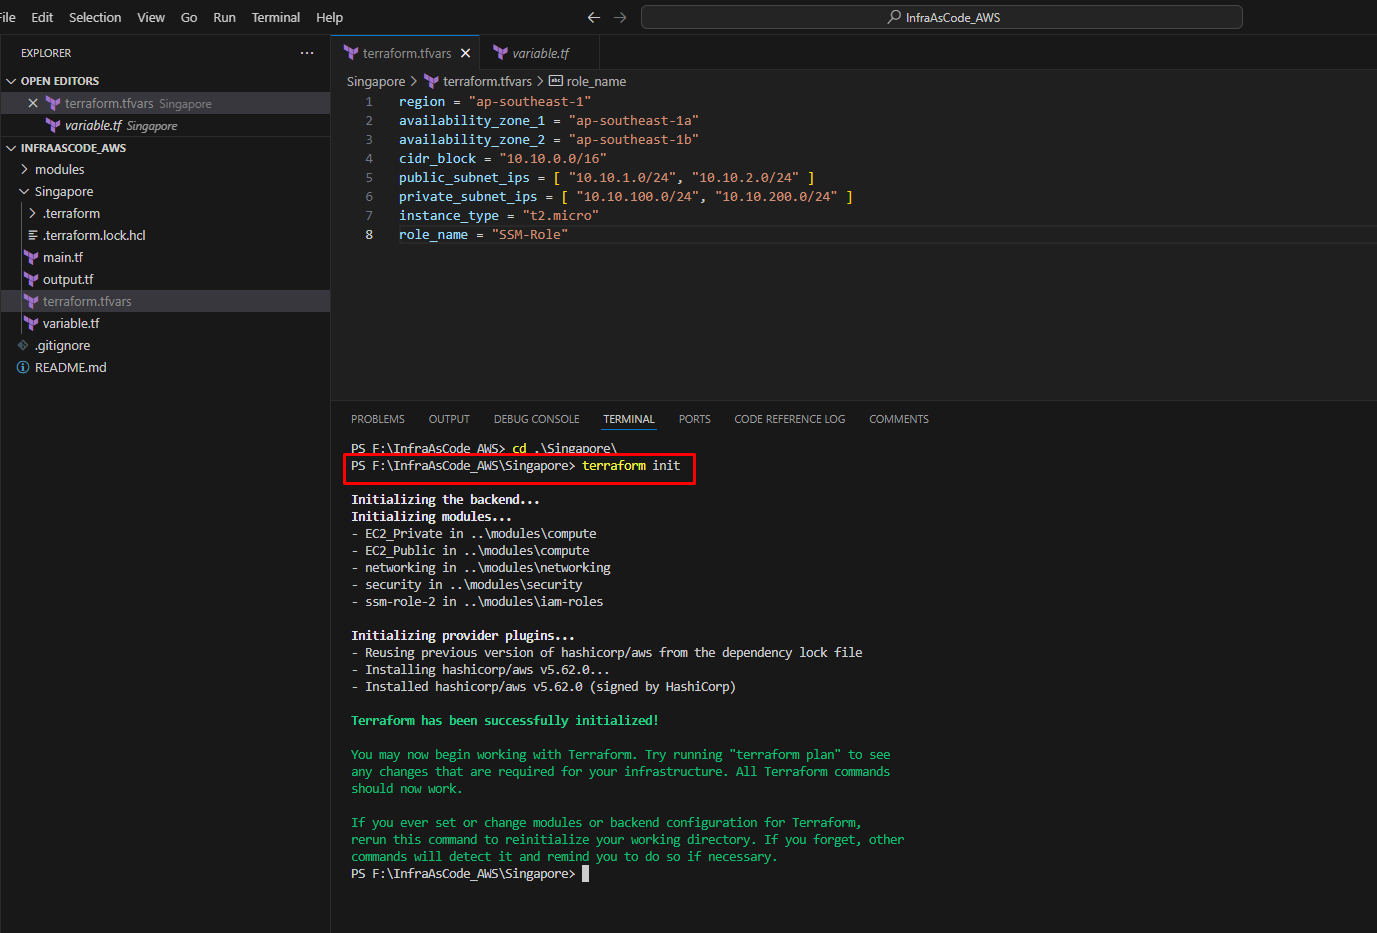 File Edit Selection View Go Run Terminal Help
InfraAsCode_AWS
EXPLORER
OPEN EDITORS
terraform.tfvars Singapore
variable.tf Singapore
INFRAASCODE_AWS
modules
Singapore
.terraform
.terraform.lock.hcl
main.tf
output.tf
terraform.tfvars
variable.tf
.gitignore
README.md
terraform.tfvars
variable.tf
Singapore > terraform.tfvars > role_name
1 region = "ap-southeast-1"
2 availability_zone_1 = "ap-southeast-1a"
3 availability_zone_2 = "ap-southeast-1b"
4 cidr_block = "10.10.0.0/16"
5 public_subnet_ips = [ "10.10.1.0/24", "10.10.2.0/24" ]
6 private_subnet_ips = [ "10.10.100.0/24", "10.10.200.0/24" ]
7 instance_type = "t2.micro"
8 role_name = "SSM-Role"
PROBLEMS OUTPUT DEBUG CONSOLE TERMINAL PORTS CODE REFERENCE LOG COMMENTS
PS F:\InfraAsCode_AWS> cd .\Singapore\
PS F:\InfraAsCode_AWS\Singapore> terraform init
Initializing the backend...
Initializing modules...
- EC2_Private in ..\modules\compute
- EC2_Public in ..\modules\compute
- networking in ..\modules\networking
- security in ..\modules\security
- ssm-role-2 in ..\modules\iam-roles
Initializing provider plugins...
- Reusing previous version of hashicorp/aws from the dependency lock file
- Installing hashicorp/aws v5.62.0...
- Installed hashicorp/aws v5.62.0 (signed by HashiCorp)
Terraform has been successfully initialized!
You may now begin working with Terraform. Try running "terraform plan" to see
any changes that are required for your infrastructure. All Terraform commands
should now work.
If you ever set or change modules or backend configuration for Terraform,
rerun this command to reinitialize your working directory. If you forget, other
commands will detect it and remind you to do so if necessary.
PS F:\InfraAsCode_AWS\Singapore>